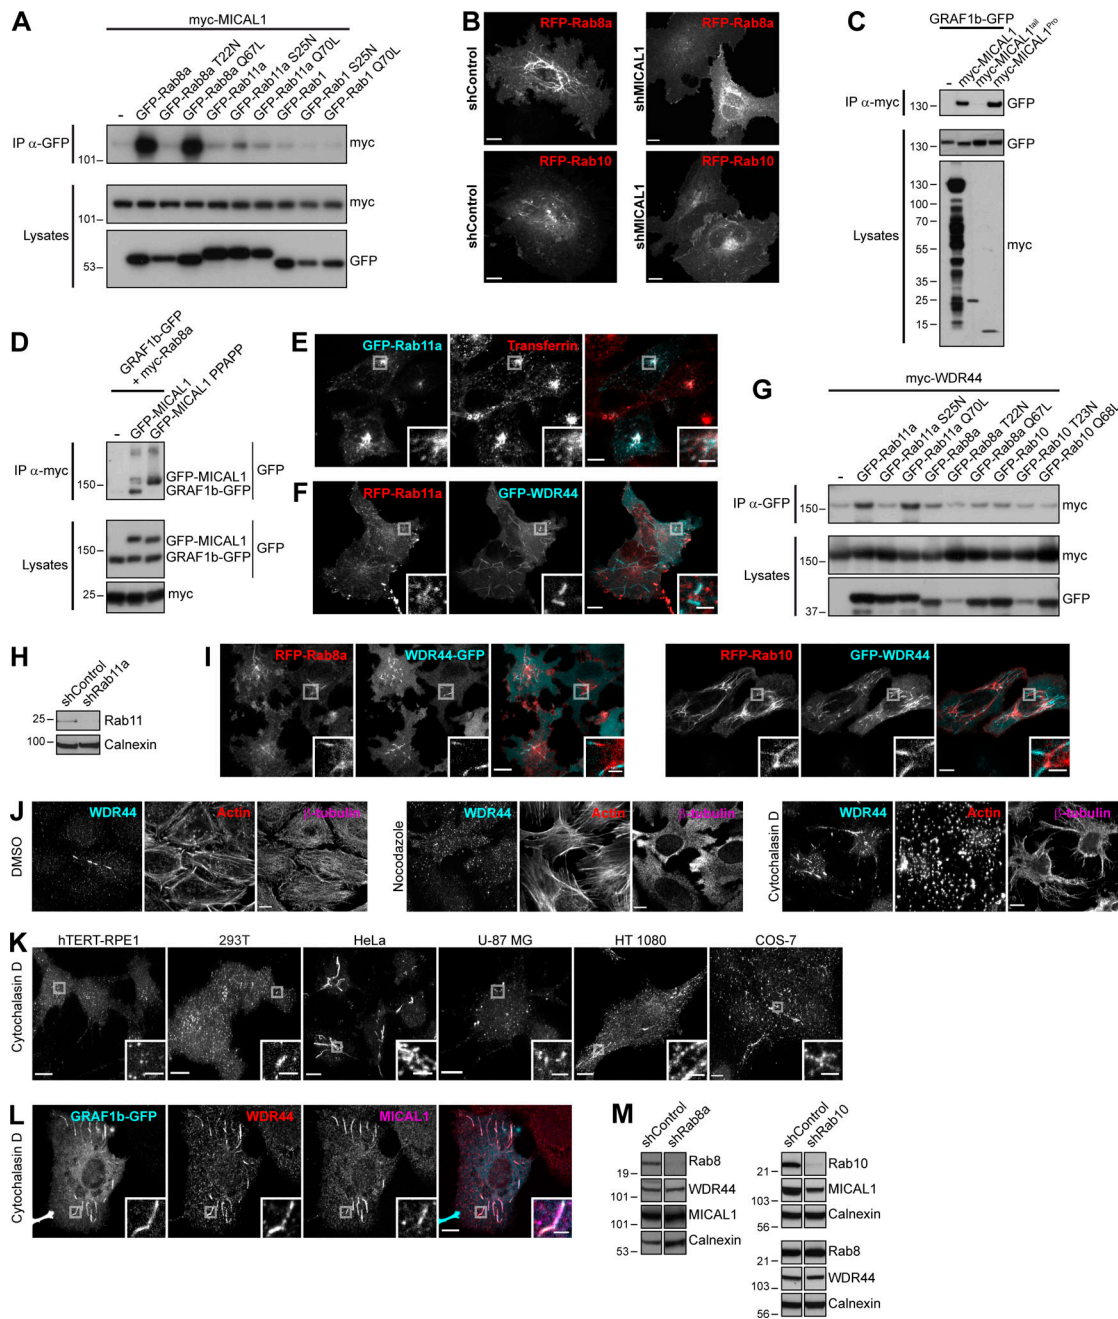 A
myc-MICAL1
-
GFP-Rab8a
GFP-Rab8a T22N
GFP-Rab8a Q67L
GFP-Rab11a
GFP-Rab11a S25N
GFP-Rab11a Q70L
GFP-Rab1
GFP-Rab1 S25N
GFP-Rab1 Q70L
IP α-GFP
101
myc
Lysates
101
myc
53
GFP
B
RFP-Rab8a
RFP-Rab8a
shControl
shMICAL1
RFP-Rab10
RFP-Rab10
shControl
shMICAL1
C
GRAF1b-GFP
-
myc-MICAL1
myc-MICAL1tail
myc-MICAL1Pro
IP α-myc
130
GFP
Lysates
130
GFP
130
100
70
55
40
35
25
15
myc
D
GRAF1b-GFP
+ myc-Rab8a
-
GFP-MICAL1
GFP-MICAL1 PPAPP
IP α-myc
150
GFP-MICAL1
GRAF1b-GFP
GFP
Lysates
150
GFP-MICAL1
GRAF1b-GFP
GFP
25
myc
E
GFP-Rab11a
Transferrin
F
RFP-Rab11a
GFP-WDR44
G
myc-WDR44
-
GFP-Rab11a
GFP-Rab11a S25N
GFP-Rab11a Q70L
GFP-Rab8a
GFP-Rab8a T22N
GFP-Rab8a Q67L
GFP-Rab10
GFP-Rab10 T23N
GFP-Rab10 Q68L
IP α-GFP
150
myc
Lysates
150
myc
37
GFP
H
shControl
shRab11a
25
Rab11
100
Calnexin
I
RFP-Rab8a
WDR44-GFP
RFP-Rab10
GFP-WDR44
J
DMSO
WDR44
Actin
β-tubulin
Nocodazole
WDR44
Actin
β-tubulin
Cytochalasin D
WDR44
Actin
β-tubulin
K
Cytochalasin D
hTERT-RPE1
293T
HeLa
U-87 MG
HT 1080
COS-7
L
Cytochalasin D
GRAF1b-GFP
WDR44
MICAL1
M
shControl
shRab8a
19
Rab8
101
WDR44
101
MICAL1
53
Calnexin
shControl
shRab10
21
Rab10
103
MICAL1
56
Calnexin
21
Rab8
103
WDR44
56
Calnexin